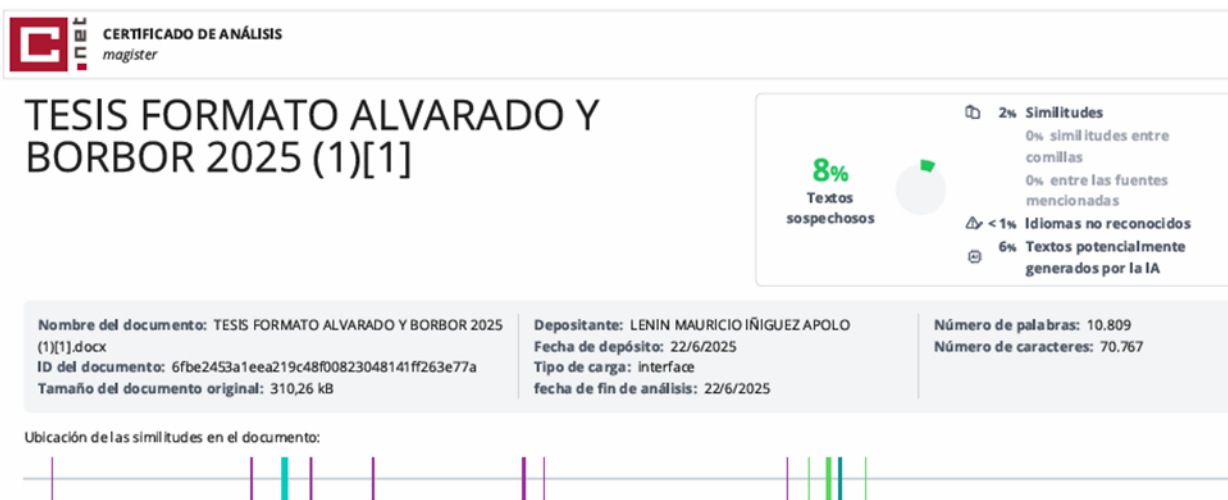 C
.net
CERTIFICADO DE ANÁLISIS
magister
TESIS FORMATO ALVARADO Y
BORBOR 2025 (1)[1]
8%
Textos
sospechosos
2% Similitudes
0% similitudes entre
comillas
0% entre las fuentes
mencionadas
< 1% Idiomas no reconocidos
6% Textos potencialmente
generados por la IA
Nombre del documento: TESIS FORMATO ALVARADO Y BORBOR 2025
(1)[1].docx
ID del documento: 6fbe2453a1eea219c48f00823048141ff263e77a
Tamaño del documento original: 310,26 kB
Depositante: LENIN MAURICIO IÑIGUEZ APOLO
Fecha de depósito: 22/6/2025
Tipo de carga: interface
fecha de fin de análisis: 22/6/2025
Número de palabras: 10.809
Número de caracteres: 70.767
Ubicación de las similitudes en el documento: